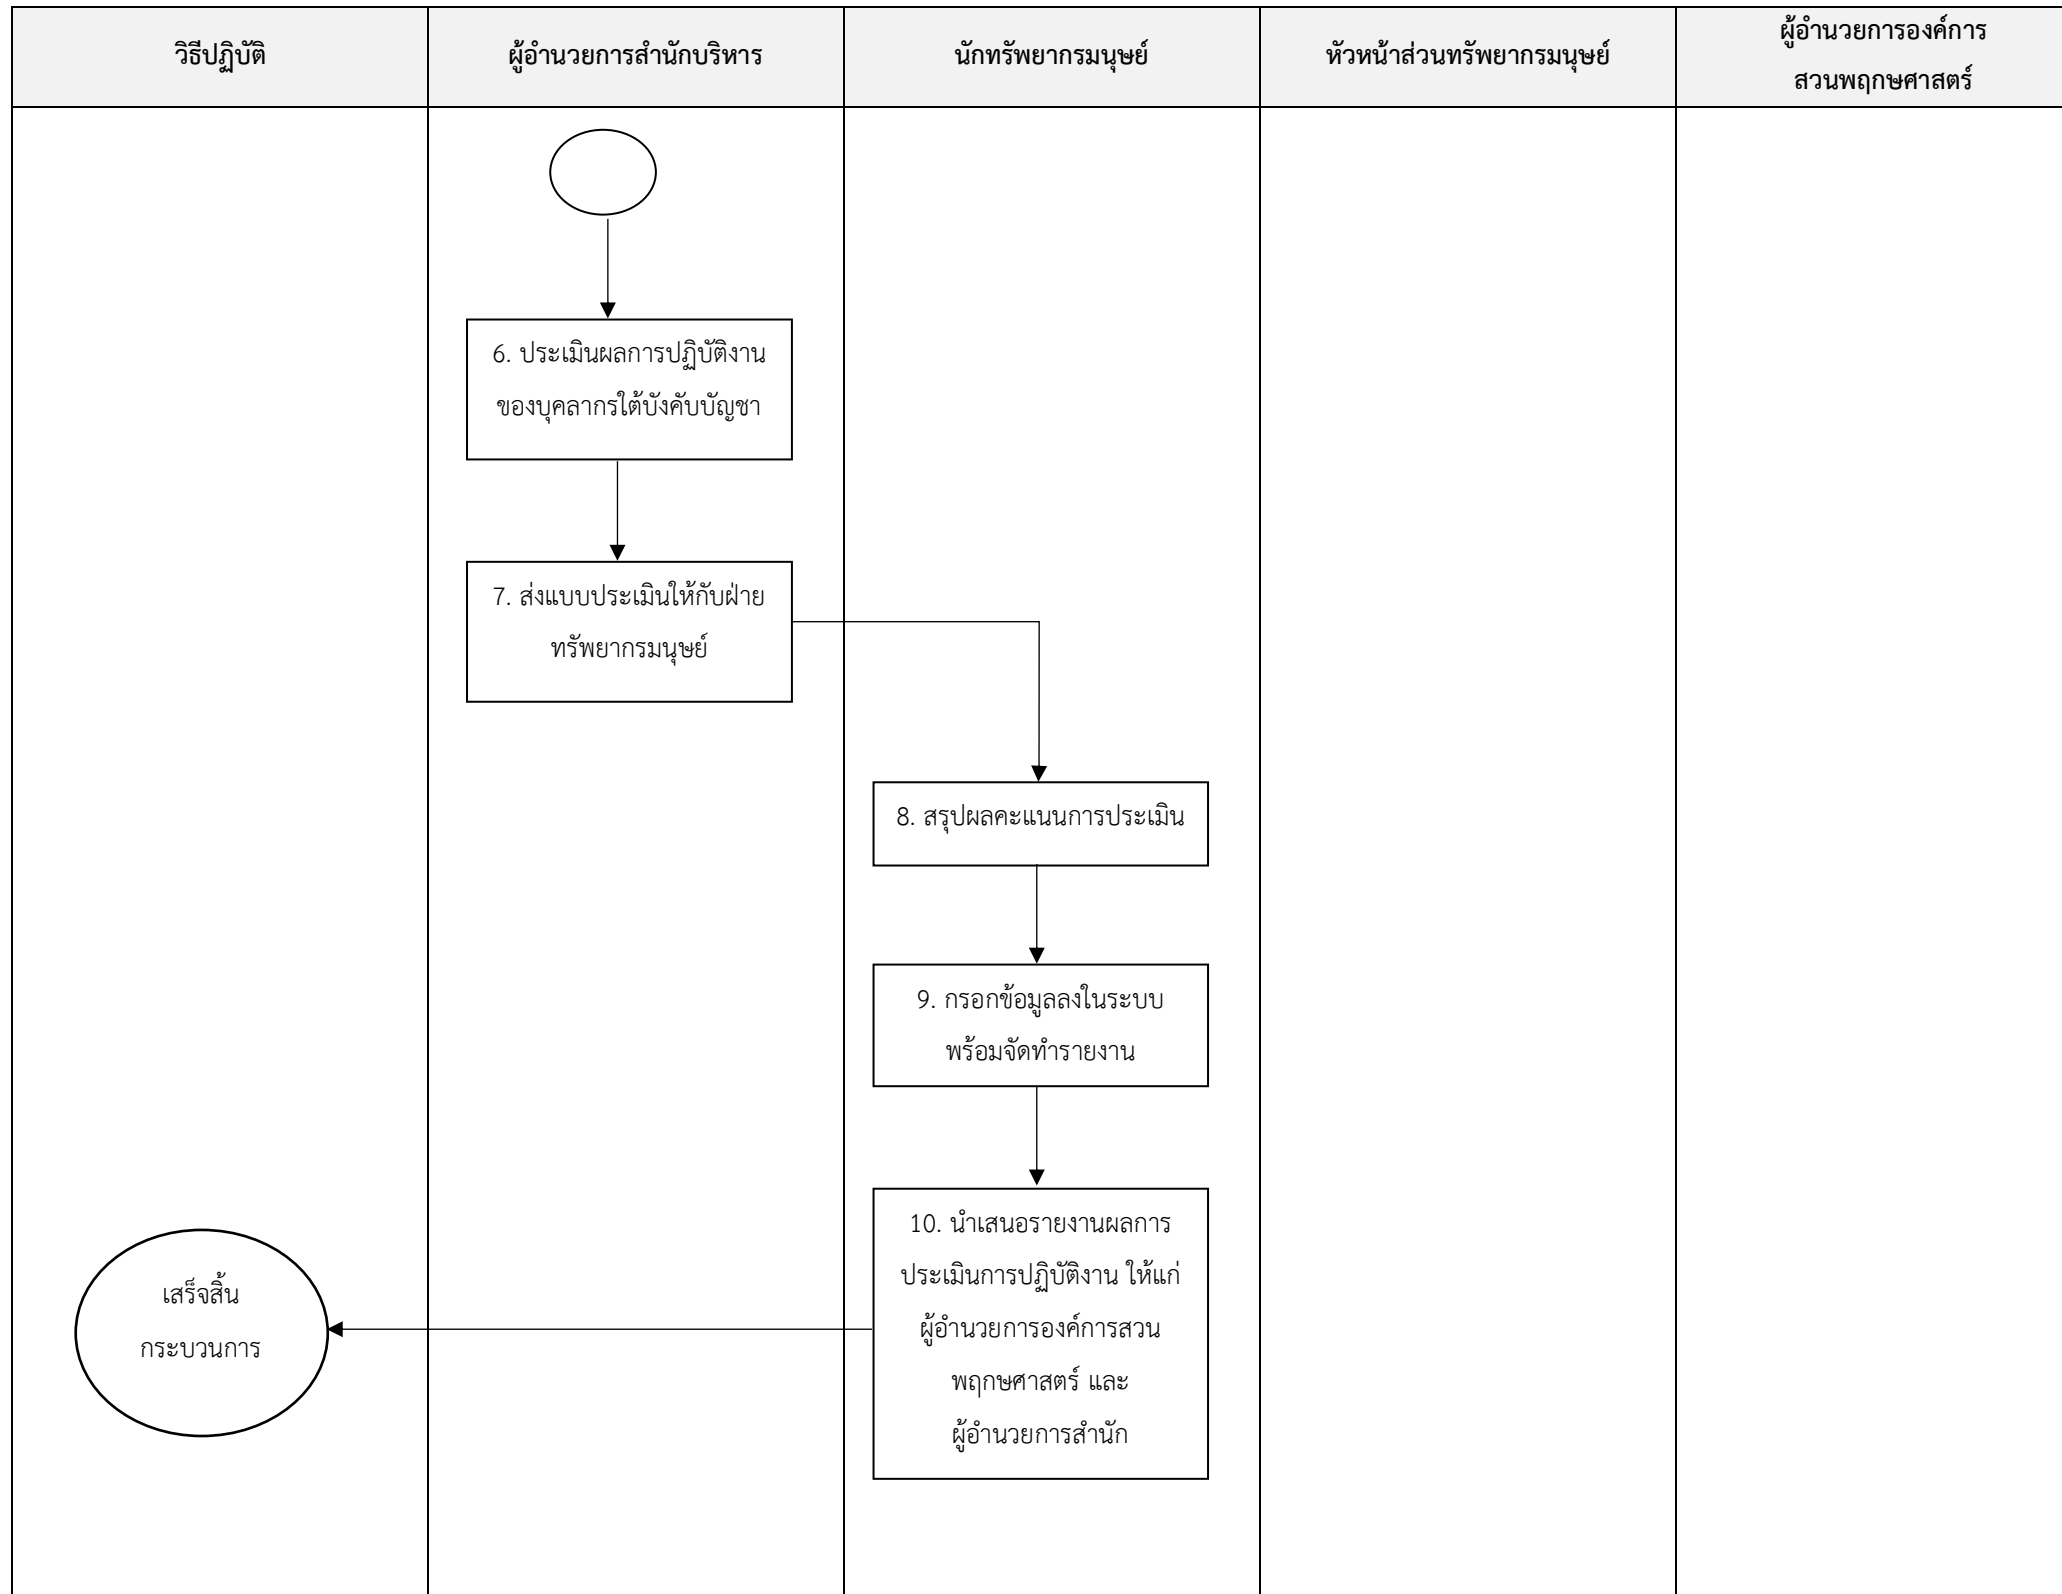 วิธีปฏิบัติ
ผู้อำนวยการสำนักบริหาร
นักทรัพยากรมนุษย์
หัวหน้าส่วนทรัพยากรมนุษย์
ผู้อำนวยการองค์การ
สวนพฤกษศาสตร์
6. ประเมินผลการปฏิบัติงาน
ของบุคลากรใต้บังคับบัญชา
7. ส่งแบบประเมินให้กับฝ่าย
ทรัพยากรมนุษย์
8. สรุปผลคะแนนการประเมิน
9. กรอกข้อมูลลงในระบบ
พร้อมจัดทำรายงาน
10. นำเสนอรายงานผลการ
ประเมินการปฏิบัติงาน ให้แก่
ผู้อำนวยการองค์การสวน
พฤกษศาสตร์ และ
ผู้อำนวยการสำนัก
เสร็จสิ้น
กระบวนการ